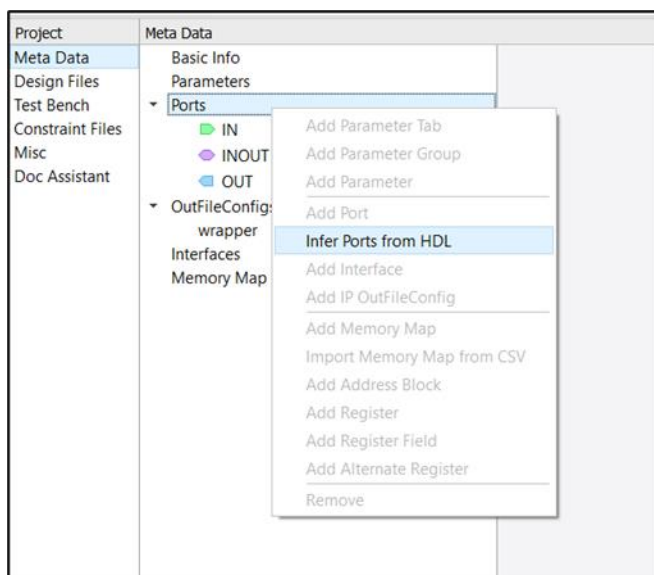 Project
Meta Data
Design Files
Test Bench
Constraint Files
Misc
Doc Assistant
Meta Data
Basic Info
Parameters
Ports
IN
INOUT
OUT
OutFileConfigs
wrapper
Interfaces
Memory Map
Add Parameter Tab
Add Parameter Group
Add Parameter
Add Port
Infer Ports from HDL
Add Interface
Add IP OutFileConfig
Add Memory Map
Import Memory Map from CSV
Add Address Block
Add Register
Add Register Field
Add Alternate Register
Remove